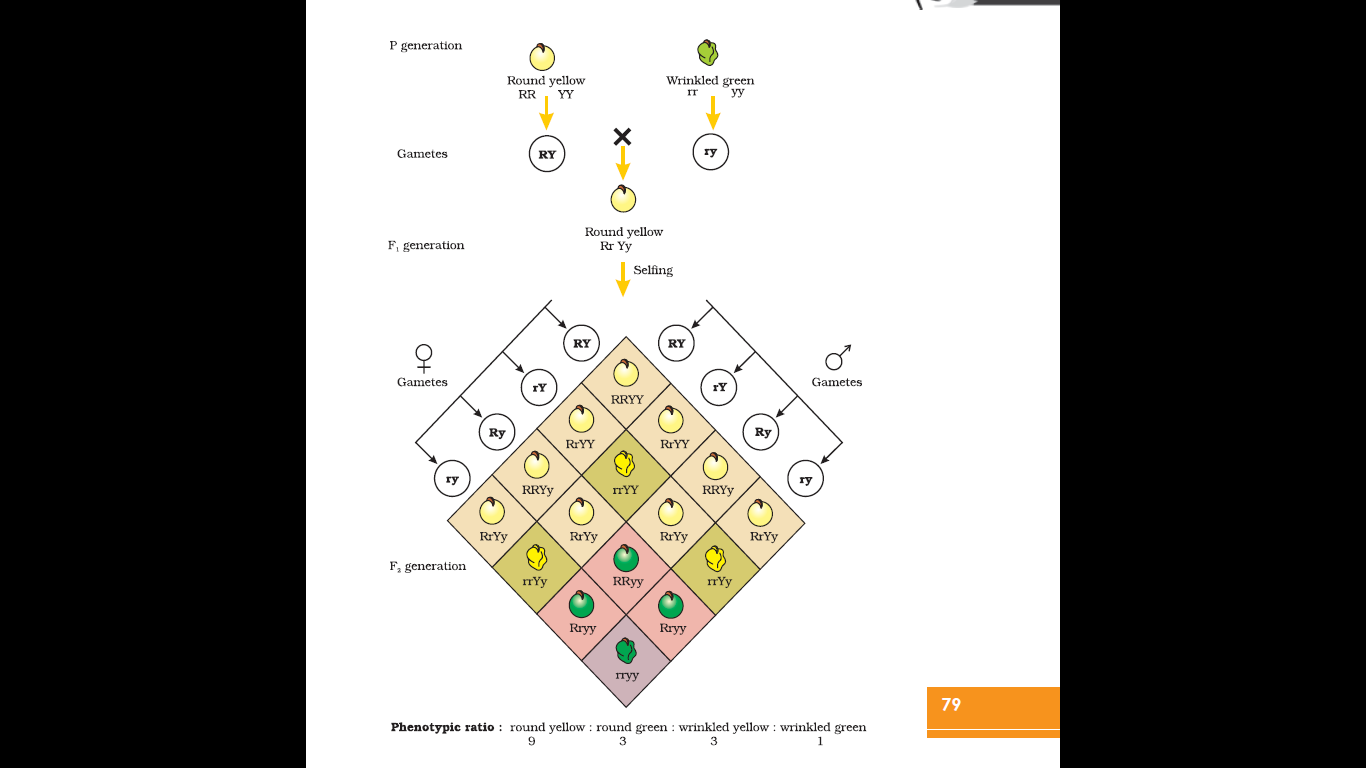 P generation
Round yellow Wrinkled green
RR YY rr yy
Gametes RY ry
Round yellow
F₁ generation Rr Yy
Selfing
RY RY
Gametes rY rY Gametes
RRYY
Ry Ry
RrYY RrYY
ry ry
RRYy rrYY RRYy
RrYy RrYy RrYy RrYy
F₂ generation
rrYy RRyy rrYy
Rryy Rryy
rryy
79
Phenotypic ratio : round yellow : round green : wrinkled yellow : wrinkled green
9 3 3 1